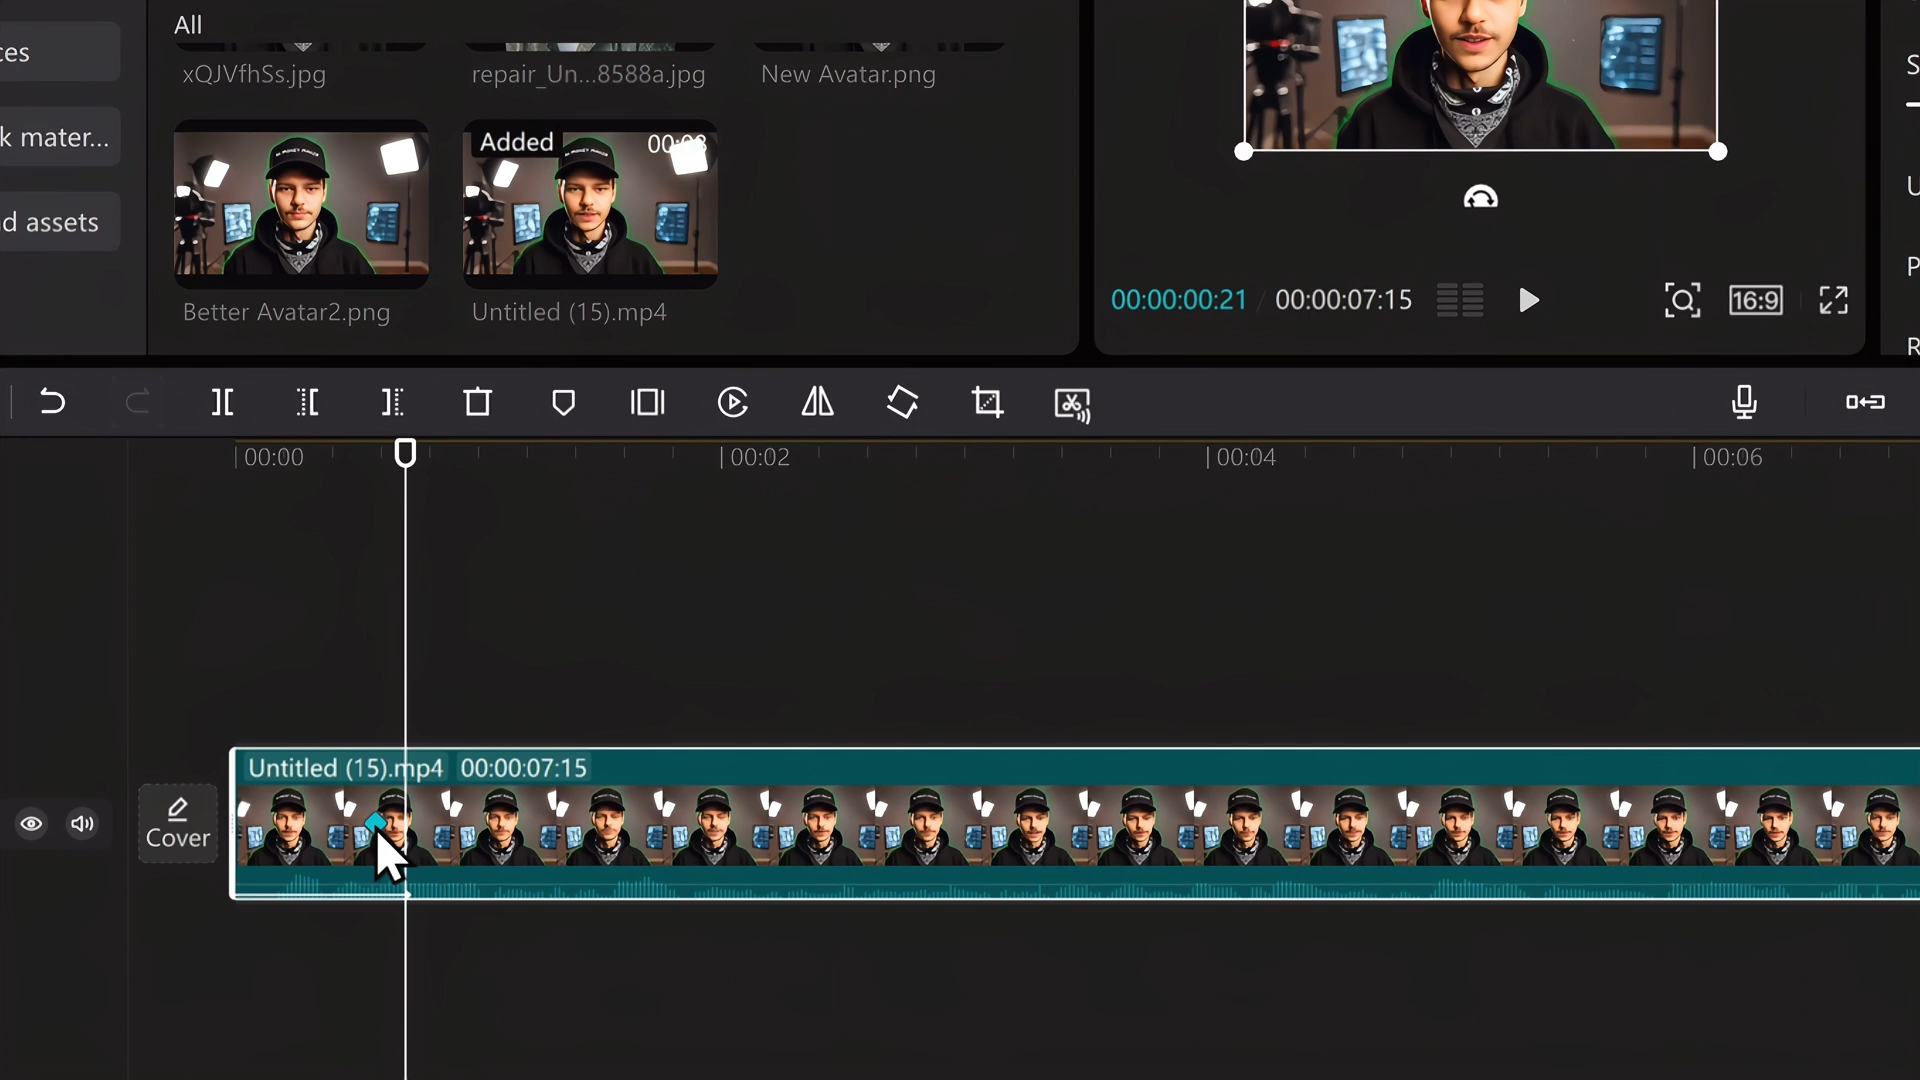 All
ces
k mater...
d assets
xQJVfhSs.jpg
repair_Un...8588a.jpg
New Avatar.png
Added
Better Avatar2.png
Untitled (15).mp4
00:00:00:21 / 00:00:07:15
16:9
S
U
P
R
00:00
00:02
00:04
00:06
Untitled (15).mp4 00:00:07:15
Cover